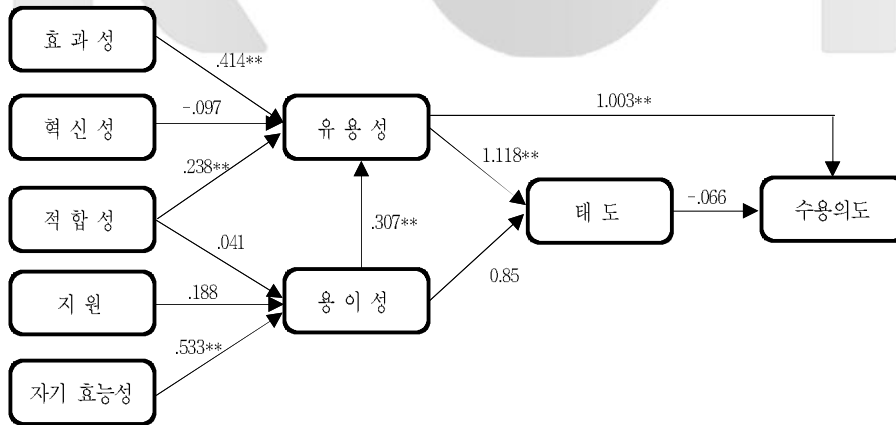 효 과 성
.414**
혁 신 성
-.097
유 용 성
1.003**
.238**
1.118**
적 합 성
태 도
-.066
수용의도
.041
.307**
지 원
.188
용 이 성
0.85
.533**
자기 효능성